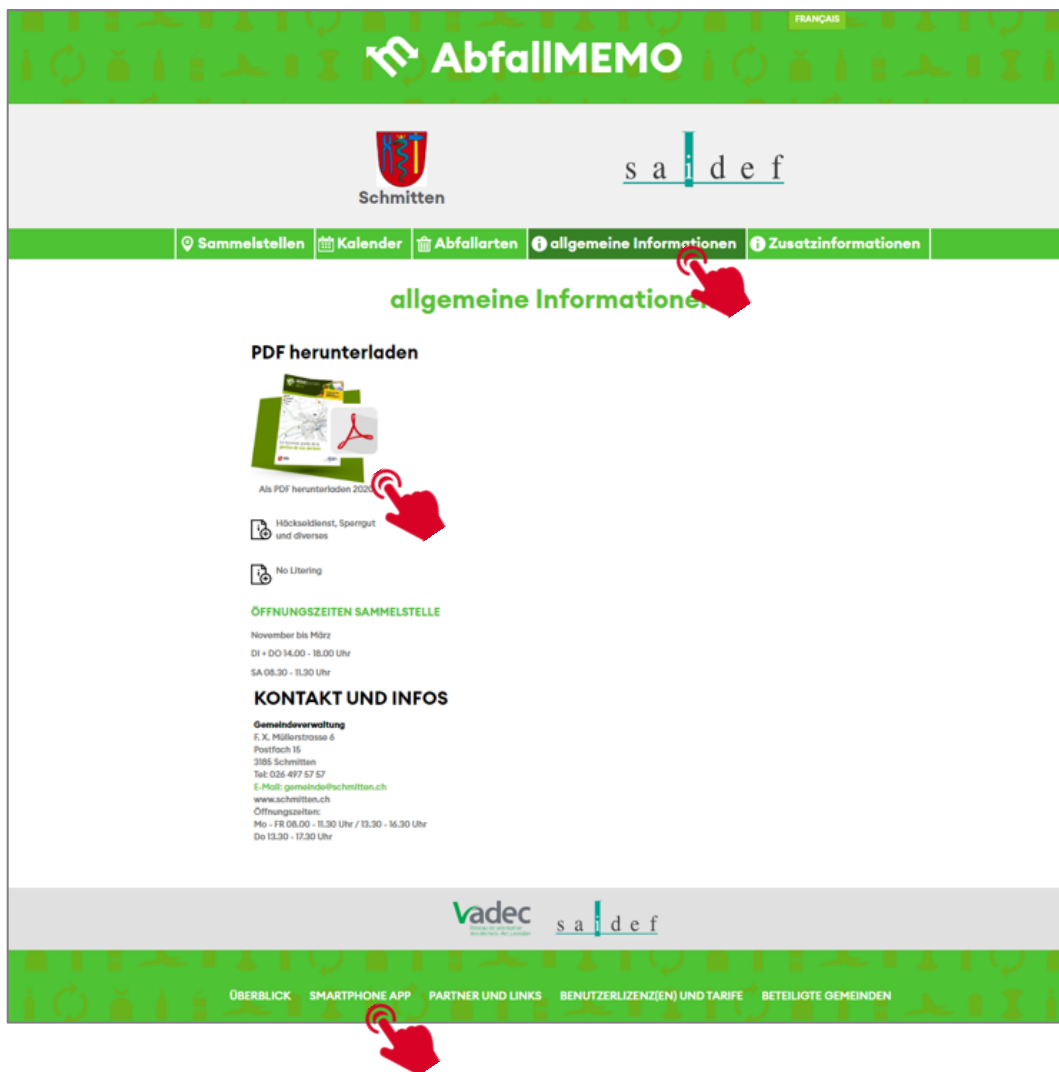 FRANÇAIS
AbfallMEMO
Schmitten
saidef
Sammelstellen
Kalender
Abfallarten
allgemeine Informationen
Zusatzinformationen
allgemeine Informationen
PDF herunterladen
Als PDF herunterladen 2020
Häckseldienst, Sperrgut
und diverses
No Litering
ÖFFNUNGSZEITEN SAMMELSTELLE
November bis März
DI + DO 14.00 - 18.00 Uhr
SA 08.30 - 11.30 Uhr
KONTAKT UND INFOS
Gemeindeverwaltung
F. X. Müllerstrasse 6
Postfach 15
3185 Schmitten
Tel: 026 497 57 57
E-Mail: gemeinde@schmitten.ch
www.schmitten.ch
Öffnungszeiten:
Mo - FR 08.00 - 11.30 Uhr / 13.30 - 16.30 Uhr
Do 13.30 - 17.30 Uhr
Vadec
saidef
ÜBERBLICK
SMARTPHONE APP
PARTNER UND LINKS
BENUTZERLIZENZ(EN) UND TARIFE
BETEILIGTE GEMEINDEN